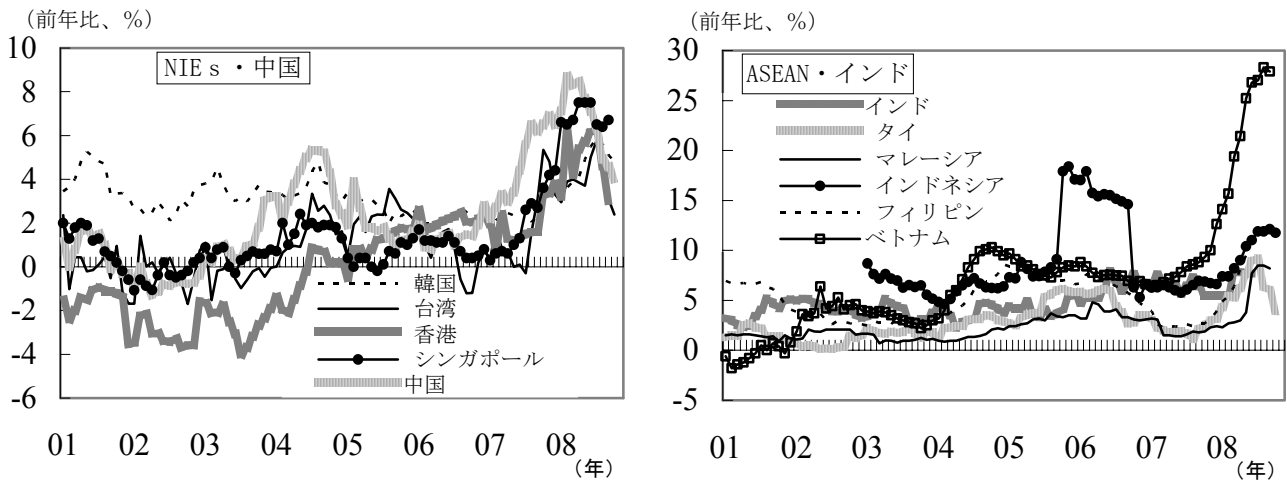 （前年比、％）
NIEｓ・中国
10
8
6
4
2
0
-2
-4
-6
韓国
台湾
香港
シンガポール
中国
01 02 03 04 05 06 07 08
（年）
（前年比、％）
ASEAN・インド
30
25
20
15
10
5
0
-5
インド
タイ
マレーシア
インドネシア
フィリピン
ベトナム
01 02 03 04 05 06 07 08
（年）